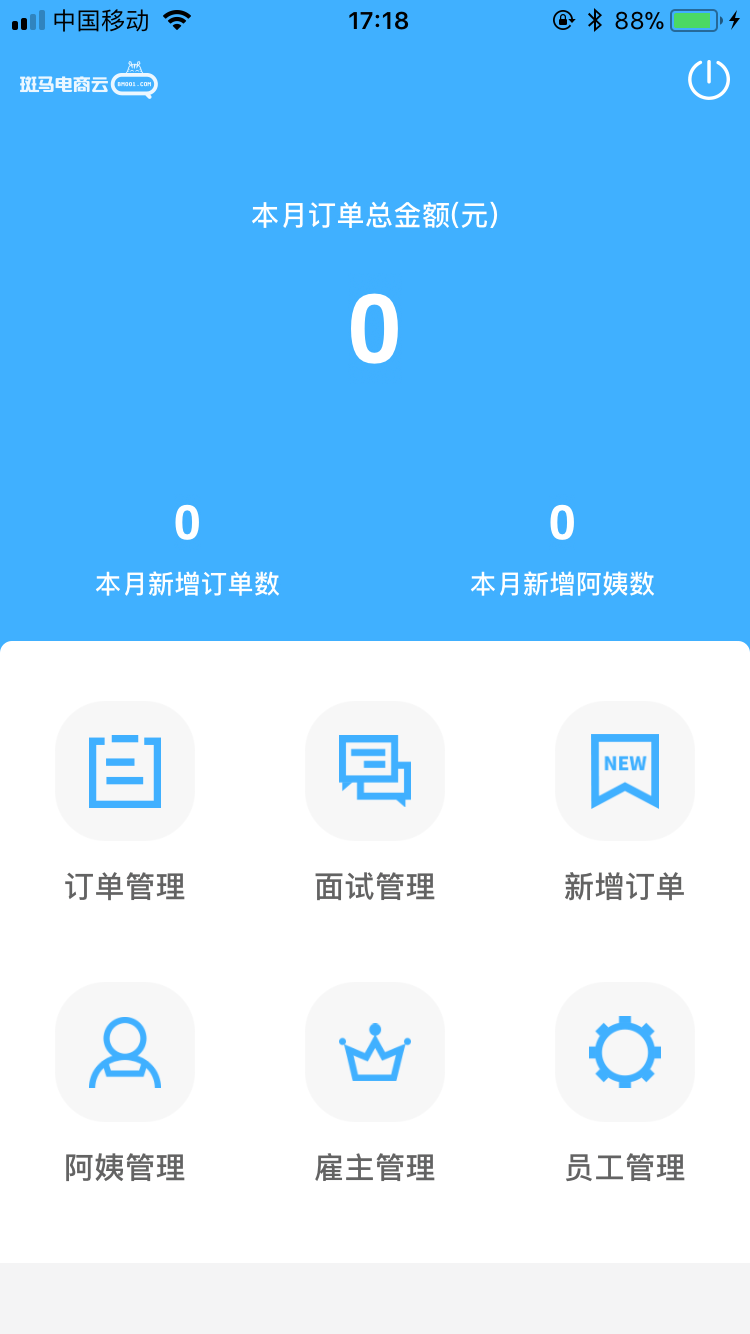 中国移动
17:18
88%
斑马电商云
BM001.COM
本月订单总金额(元)
0
0
0
本月新增订单数
本月新增阿姨数
NEW
订单管理
面试管理
新增订单
阿姨管理
雇主管理
员工管理